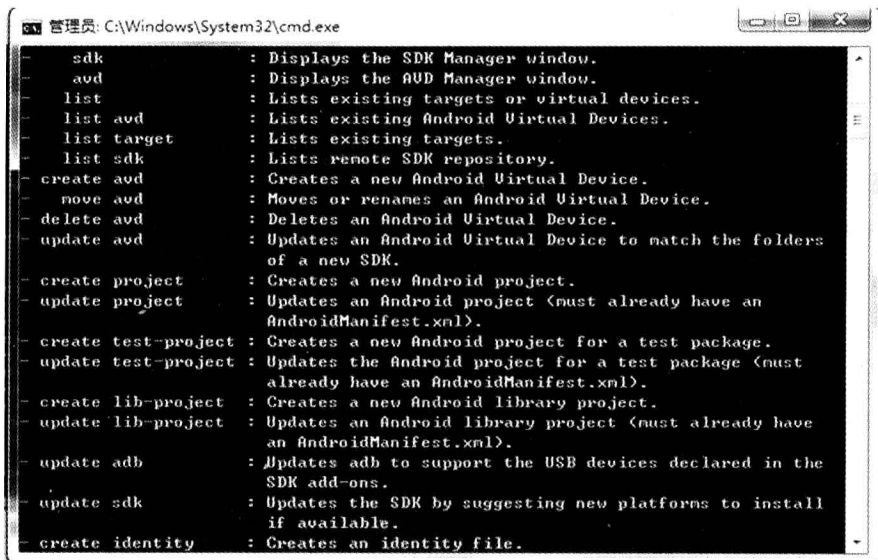 管理员: C:\Windows\System32\cmd.exe
- sdk : Displays the SDK Manager window.
- avd : Displays the AVD Manager window.
- list : Lists existing targets or virtual devices.
- list avd : Lists existing Android Virtual Devices.
- list target : Lists existing targets.
- list sdk : Lists remote SDK repository.
- create avd : Creates a new Android Virtual Device.
- move avd : Moves or renames an Android Virtual Device.
- delete avd : Deletes an Android Virtual Device.
- update avd : Updates an Android Virtual Device to match the folders
of a new SDK.
- create project : Creates a new Android project.
- update project : Updates an Android project (must already have an
AndroidManifest.xml).
- create test-project : Creates a new Android project for a test package.
- update test-project : Updates the Android project for a test package (must
already have an AndroidManifest.xml).
- create lib-project : Creates a new Android library project.
- update lib-project : Updates an Android library project (must already have
an AndroidManifest.xml).
- update adb : Updates adb to support the USB devices declared in the
SDK add-ons.
- update sdk : Updates the SDK by suggesting new platforms to install
if available.
- create identity : Creates an identity file.